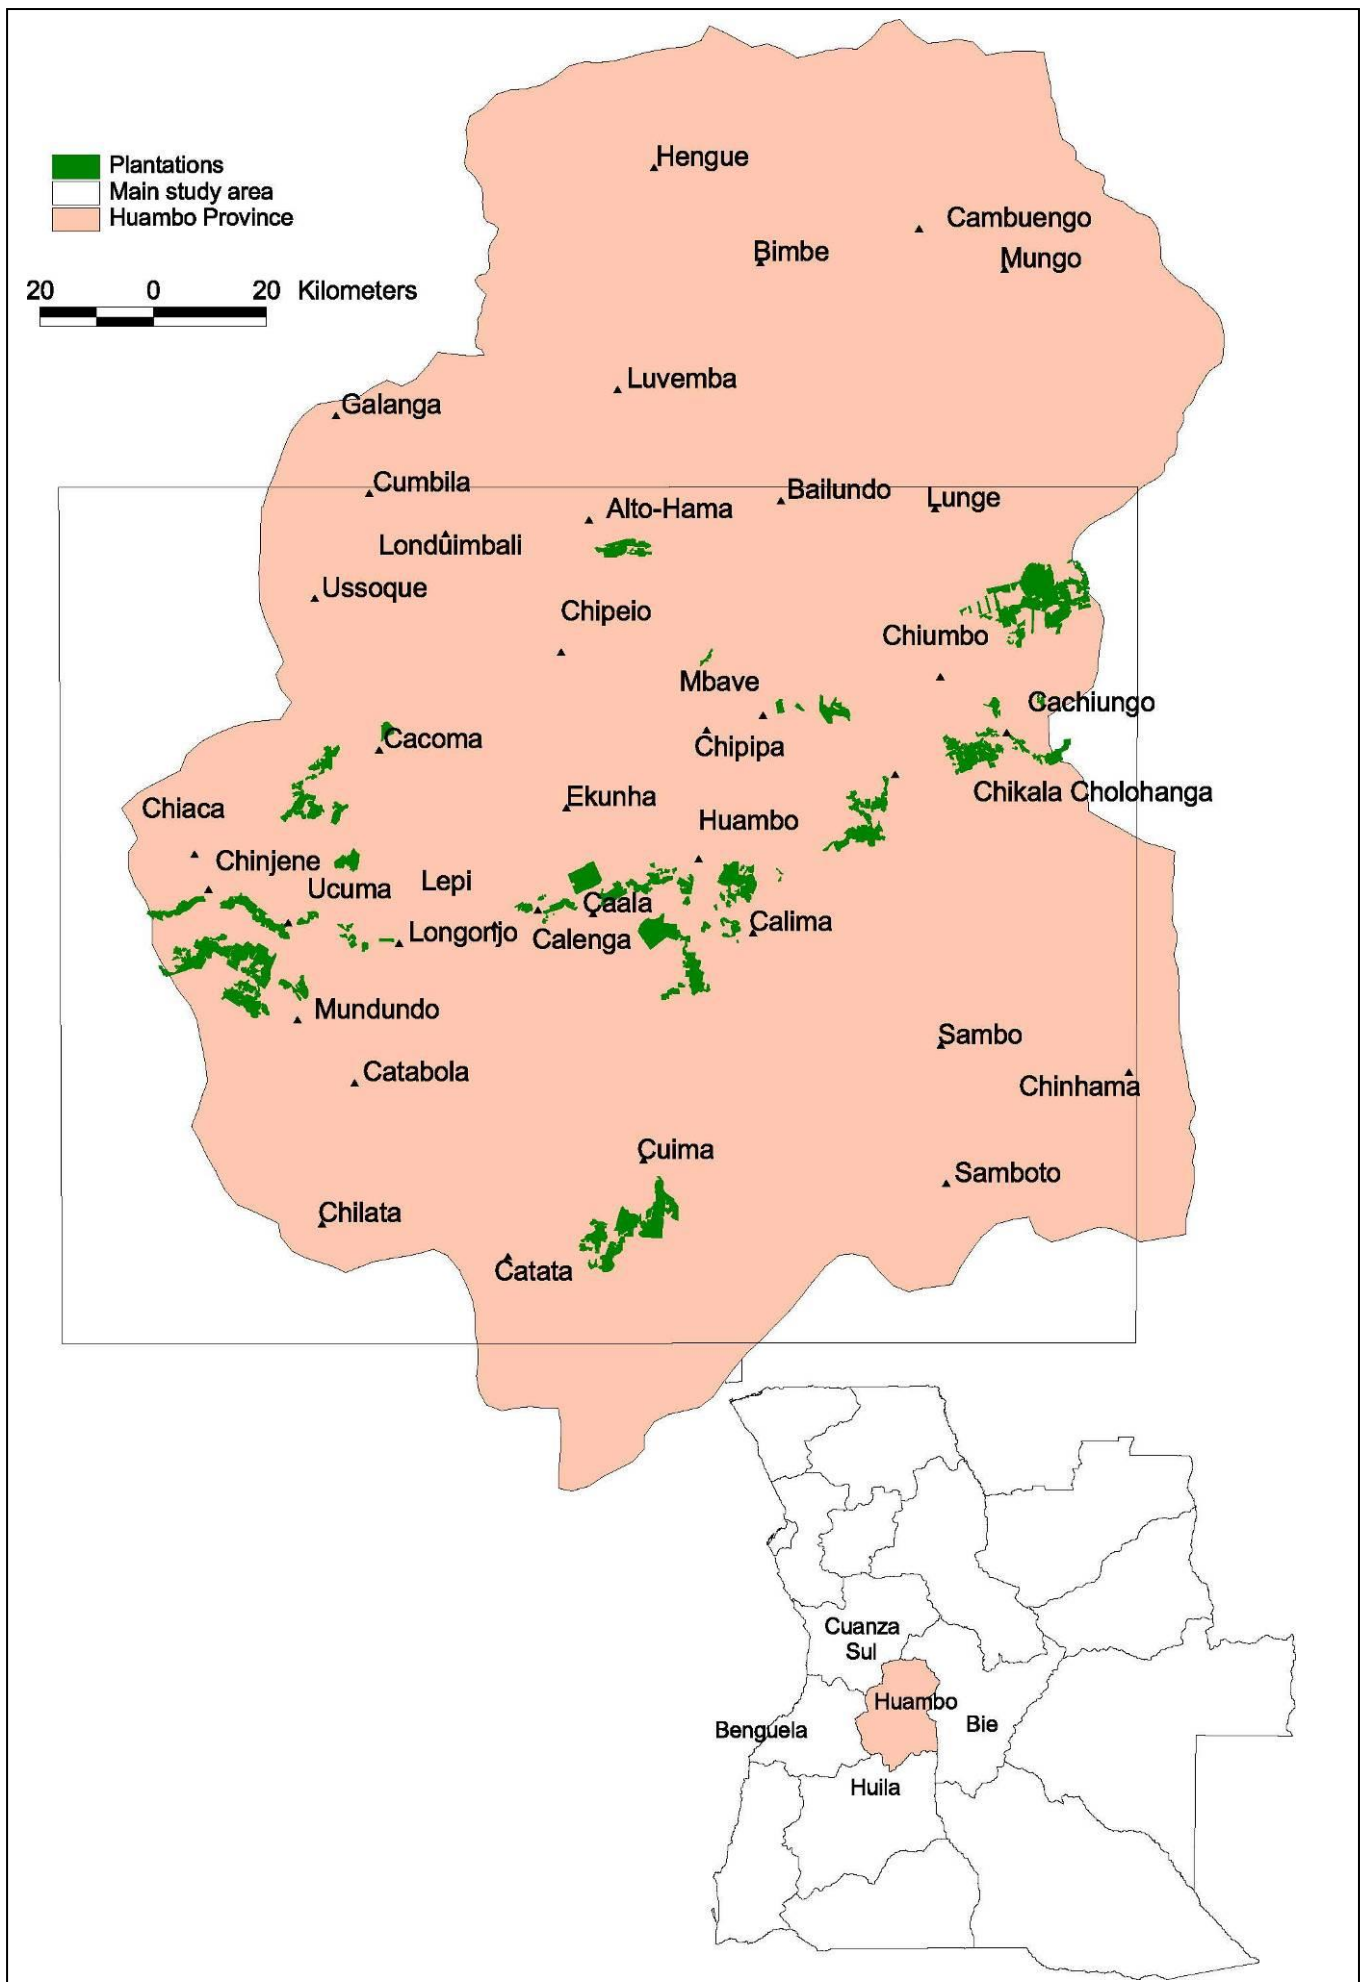 Hengue
Plantations
Main study area
Huambo Province
Cambuengo
Bimbe
Mungo
20 0 20 Kilometers
Luvemba
Galanga
Cumbila
Bailundo
Lunge
Alto-Hama
Londuimbali
Ussoque
Chipeio
Chiumbo
Mbave
Cachiungo
Cacoma
Chipipa
Chikala Cholohanga
Ekunha
Chiaca
Huambo
Chinjene
Lepi
Ucuma
Caala
Calima
Longonjo
Calenga
Mundundo
Sambo
Catabola
Chinhama
Cuima
Samboto
Chilata
Catata
Cuanza
Sul
Huambo
Bie
Benguela
Huila